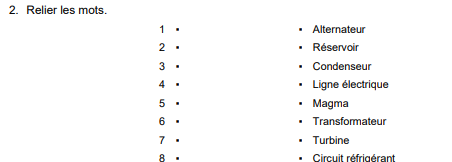 2. Relier les mots.
1 • • Alternateur
2 • • Réservoir
3 • • Condenseur
4 • • Ligne électrique
5 • • Magma
6 • • Transformateur
7 • • Turbine
8 • • Circuit réfrigérant